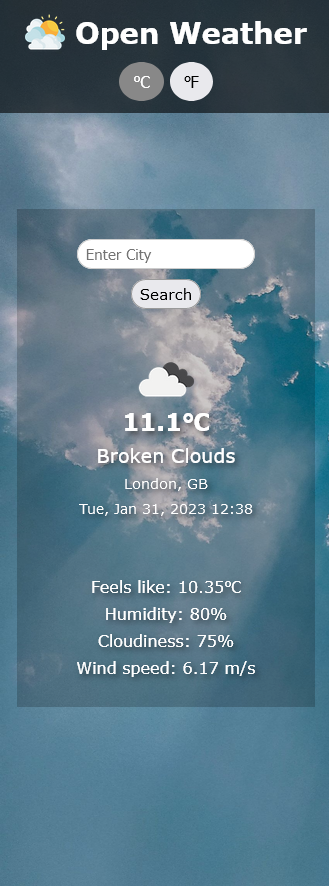 Open Weather
ºC
ºF
Enter City
Search
11.1ºC
Broken Clouds
London, GB
Tue, Jan 31, 2023 12:38
Feels like: 10.35ºC
Humidity: 80%
Cloudiness: 75%
Wind speed: 6.17 m/s